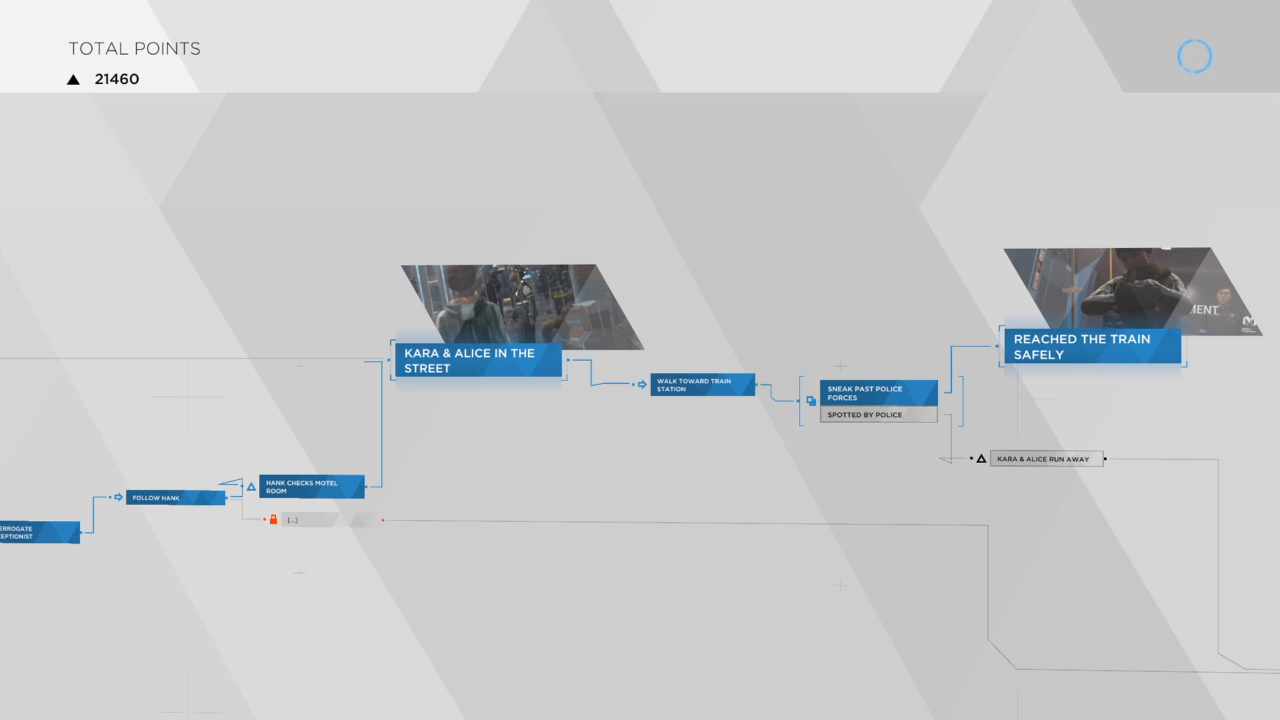 TOTAL POINTS
21460
KARA & ALICE IN THE
STREET
WALK TOWARD TRAIN
STATION
SNEAK PAST POLICE
FORCES
SPOTTED BY POLICE
REACHED THE TRAIN
SAFELY
KARA & ALICE RUN AWAY
HANK CHECKS MOTEL
ROOM
FOLLOW HANK
[...]
ERROGATE
EPTIONIST